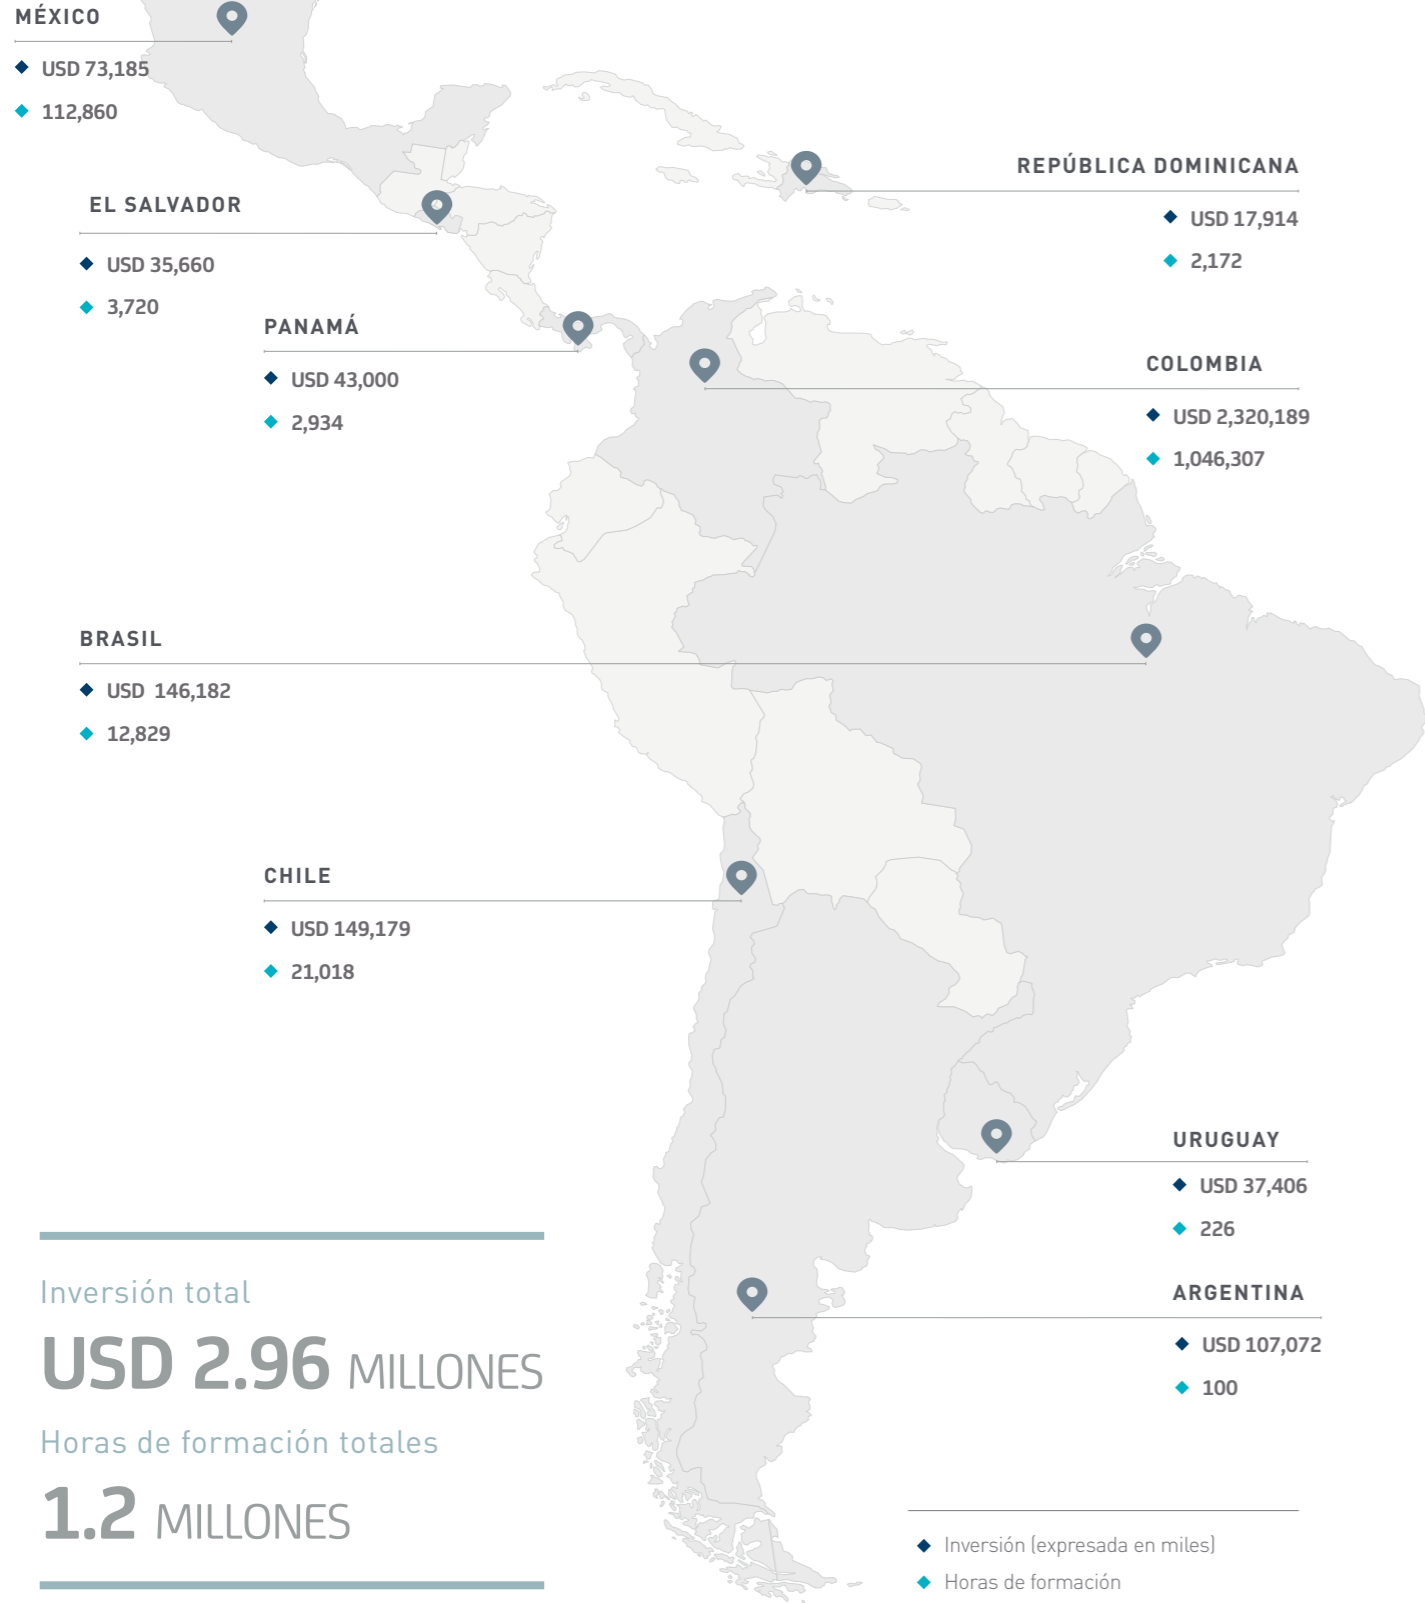 MÉXICO
USD 73,185
112,860
REPÚBLICA DOMINICANA
USD 17,914
2,172
EL SALVADOR
USD 35,660
3,720
PANAMÁ
USD 43,000
2,934
COLOMBIA
USD 2,320,189
1,046,307
BRASIL
USD 146,182
12,829
CHILE
USD 149,179
21,018
URUGUAY
USD 37,406
226
ARGENTINA
USD 107,072
100
Inversión total
USD 2.96 MILLONES
Horas de formación totales
1.2 MILLONES
Inversión (expresada en miles)
Horas de formación